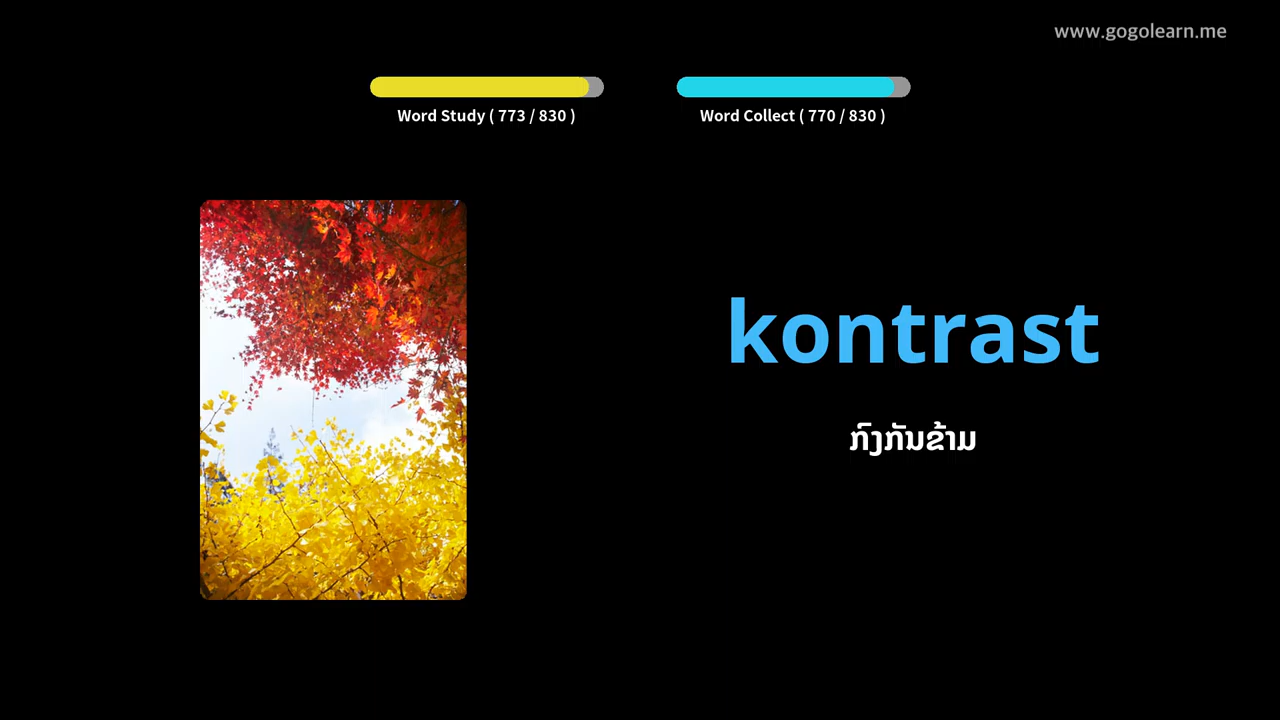 www.gogolearn.me
Word Study ( 773 / 830 )
Word Collect ( 770 / 830 )
kontrast
ກົງກັນຂ້າມ